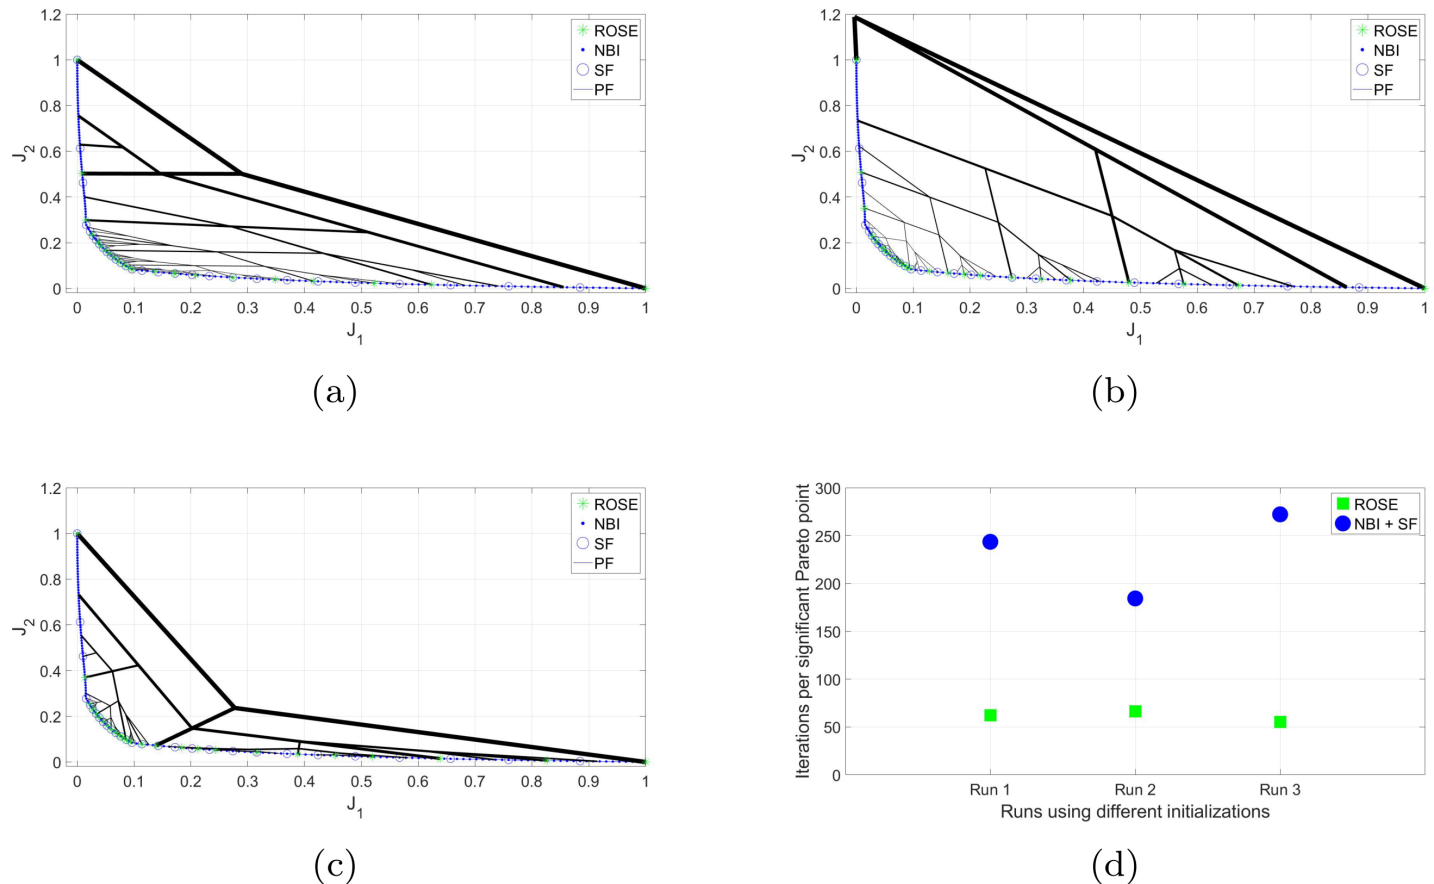 1.2
1
0.8
0.6
0.4
0.2
0
J2
0 0.1 0.2 0.3 0.4 0.5 0.6 0.7 0.8 0.9 1
J1
ROSE
NBI
SF
PF
(a)
1.2
1
0.8
0.6
0.4
0.2
0
J2
0 0.1 0.2 0.3 0.4 0.5 0.6 0.7 0.8 0.9 1
J1
ROSE
NBI
SF
PF
(b)
1.2
1
0.8
0.6
0.4
0.2
0
J2
0 0.1 0.2 0.3 0.4 0.5 0.6 0.7 0.8 0.9 1
J1
ROSE
NBI
SF
PF
(c)
300
250
200
150
100
50
0
Iterations per significant Pareto point
Run 1 Run 2 Run 3
Runs using different initializations
ROSE
NBI + SF
(d)